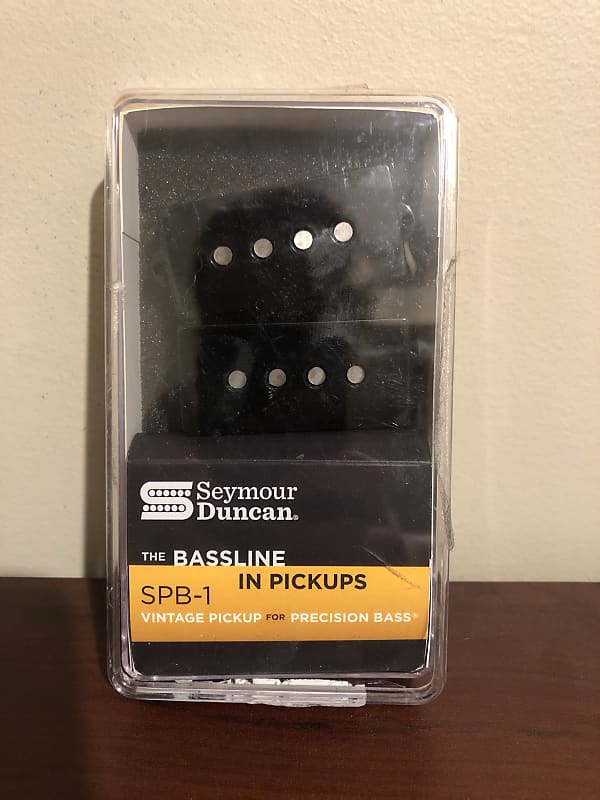 Seymour
Duncan®
THE BASSLINE
IN PICKUPS
SPB-1
VINTAGE PICKUP FOR PRECISION BASS®